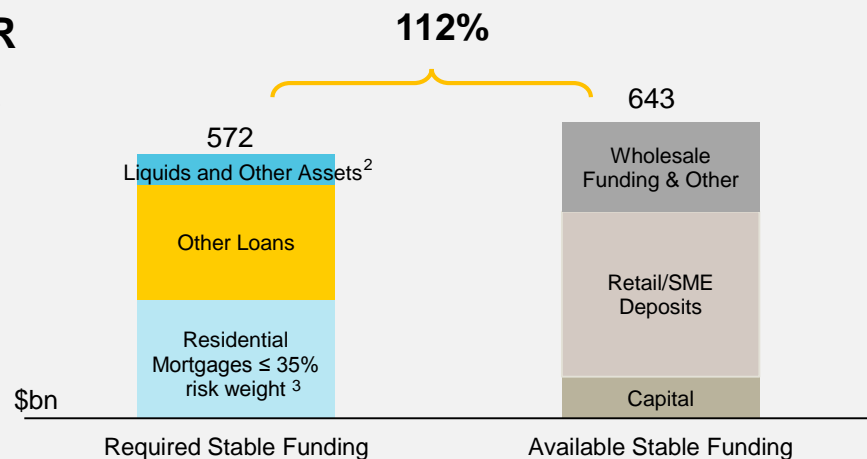 R
112%
572
643
Liquids and Other Assets2
Other Loans
Residential
Mortgages ≤ 35%
risk weight 3
Wholesale
Funding & Other
Retail/SME
Deposits
Capital
$bn
Required Stable Funding
Available Stable Funding